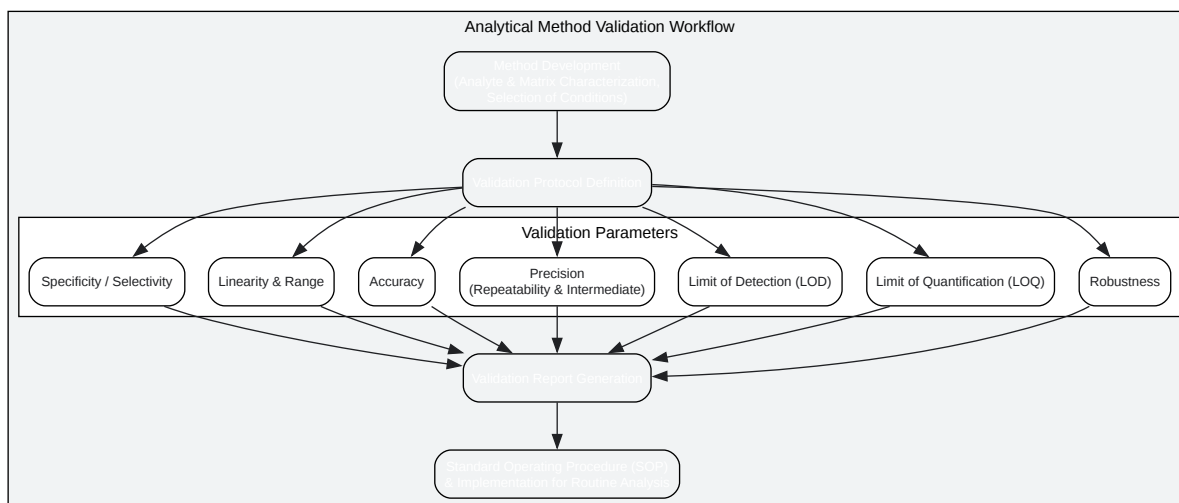 Analytical Method Validation Workflow
Method Development
(Analyte & Matrix Characterization,
Selection of Conditions)
Validation Protocol Definition
Validation Parameters
Specificity / Selectivity
Linearity & Range
Accuracy
Precision
(Repeatability & Intermediate)
Limit of Detection (LOD)
Limit of Quantification (LOQ)
Robustness
Validation Report Generation
Standard Operating Procedure (SOP)
& Implementation for Routine Analysis